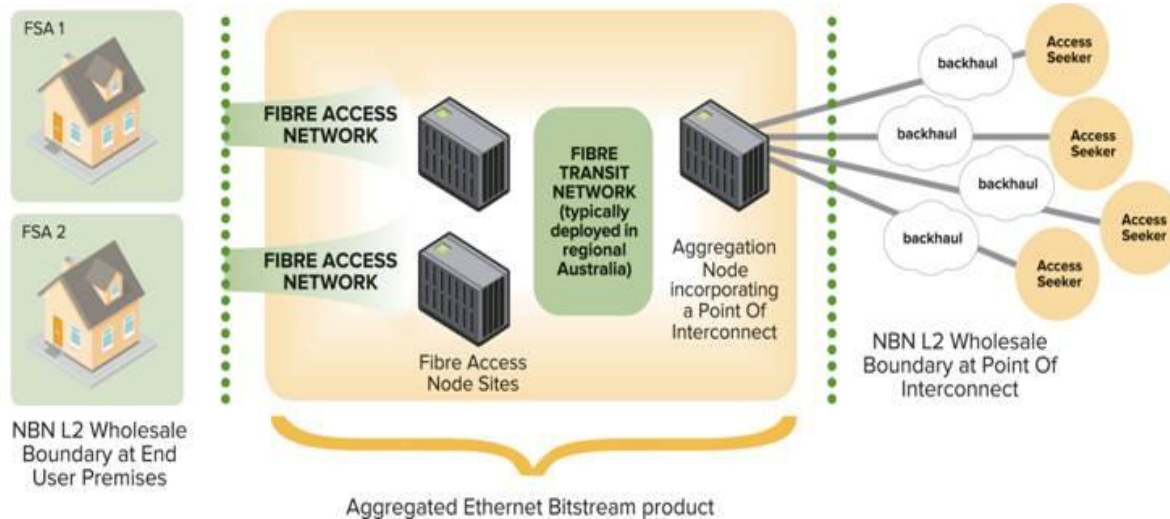 FSA 1
FSA 2
NBN L2 Wholesale
Boundary at End
User Premises
FIBRE ACCESS
NETWORK
FIBRE ACCESS
NETWORK
Fibre Access
Node Sites
FIBRE
TRANSIT
NETWORK
(typically
deployed in
regional
Australia)
Aggregation
Node
incorporating
a Point Of
Interconnect
backhaul
Access
Seeker
backhaul
Access
Seeker
backhaul
Access
Seeker
backhaul
Access
Seeker
NBN L2 Wholesale
Boundary at Point Of
Interconnect
Aggregated Ethernet Bitstream product